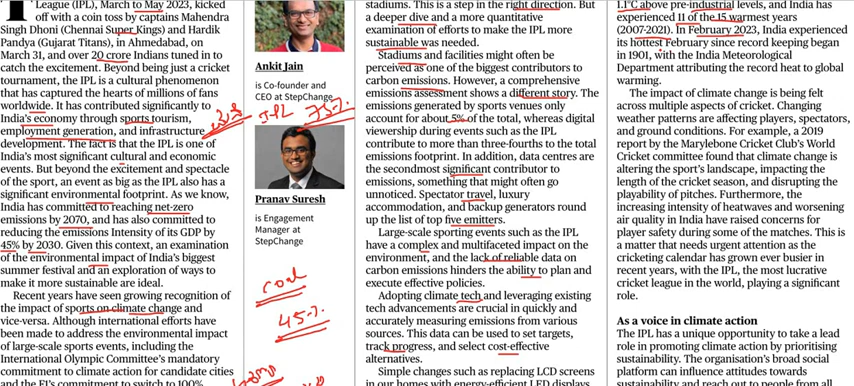 League (IPL), March to May 2023, kicked
off with a coin toss by captains Mahendra
Singh Dhoni (Chennai Super Kings) and Hardik
Pandya (Gujarat Titans), in Ahmedabad, on
March 31, and over 20 crore Indians tuned in to
catch the excitement. Beyond being just a cricket
tournament, the IPL is a cultural phenomenon
that has captured the hearts of millions of fans
worldwide. It has contributed significantly to
India's economy through sports tourism,
employment generation, and infrastructure
development. The fact is that the IPL is one of
India's most significant cultural and economic
events. But beyond the excitement and spectacle
of the sport, an event as big as the IPL also has a
significant environmental footprint. As we know,
India has committed to reaching net-zero
emissions by 2070, and has also committed to
reducing the emissions Intensity of its GDP by
45% by 2030. Given this context, an examination
of the environmental impact of India's biggest
summer festival and an exploration of ways to
make it more sustainable are ideal.
Recent years have seen growing recognition of
the impact of sports on climate change and
vice-versa. Although international efforts have
been made to address the environmental impact
of large-scale sports events, including the
International Olympic Committee's mandatory
commitment to climate action for candidate cities
and the F1's commitment to switch to 100%
Ankit Jain
is Co-founder and
CEO at StepChange
IPL 75%
Pranav Suresh
is Engagement
Manager at
StepChange
coal
45%
stadiums. This is a step in the right direction. But
a deeper dive and a more quantitative
examination of efforts to make the IPL more
sustainable was needed.
Stadiums and facilities might often be
perceived as one of the biggest contributors to
carbon emissions. However, a comprehensive
emissions assessment shows a different story. The
emissions generated by sports venues only
account for about 5% of the total, whereas digital
viewership during events such as the IPL
contribute to more than three-fourths to the total
emissions footprint. In addition, data centres are
the secondmost significant contributor to
emissions, something that might often go
unnoticed. Spectator travel, luxury
accommodation, and backup generators round
up the list of top five emitters.
Large-scale sporting events such as the IPL
have a complex and multifaceted impact on the
environment, and the lack of reliable data on
carbon emissions hinders the ability to plan and
execute effective policies.
Adopting climate tech and leveraging existing
tech advancements are crucial in quickly and
accurately measuring emissions from various
sources. This data can be used to set targets,
track progress, and select cost-effective
alternatives.
Simple changes such as replacing LCD screens
in our homes with energy-efficient LED displays
1.1°C above pre-industrial levels, and India has
experienced 11 of the 15 warmest years
(2007-2021). In February 2023, India experienced
its hottest February since record keeping began
in 1901, with the India Meteorological
Department attributing the record heat to global
warming.
The impact of climate change is being felt
across multiple aspects of cricket. Changing
weather patterns are affecting players, spectators,
and ground conditions. For example, a 2019
report by the Marylebone Cricket Club's World
Cricket committee found that climate change is
altering the sport's landscape, impacting the
length of the cricket season, and disrupting the
playability of pitches. Furthermore, the
increasing intensity of heatwaves and worsening
air quality in India have raised concerns for
player safety during some of the matches. This is
a matter that needs urgent attention as the
cricketing calendar has grown ever busier in
recent years, with the IPL, the most lucrative
cricket league in the world, playing a significant
role.
As a voice in climate action
The IPL has a unique opportunity to take a lead
role in promoting climate action by prioritising
sustainability. The organisation's broad social
platform can influence attitudes towards
sustainability and reach out to people from all